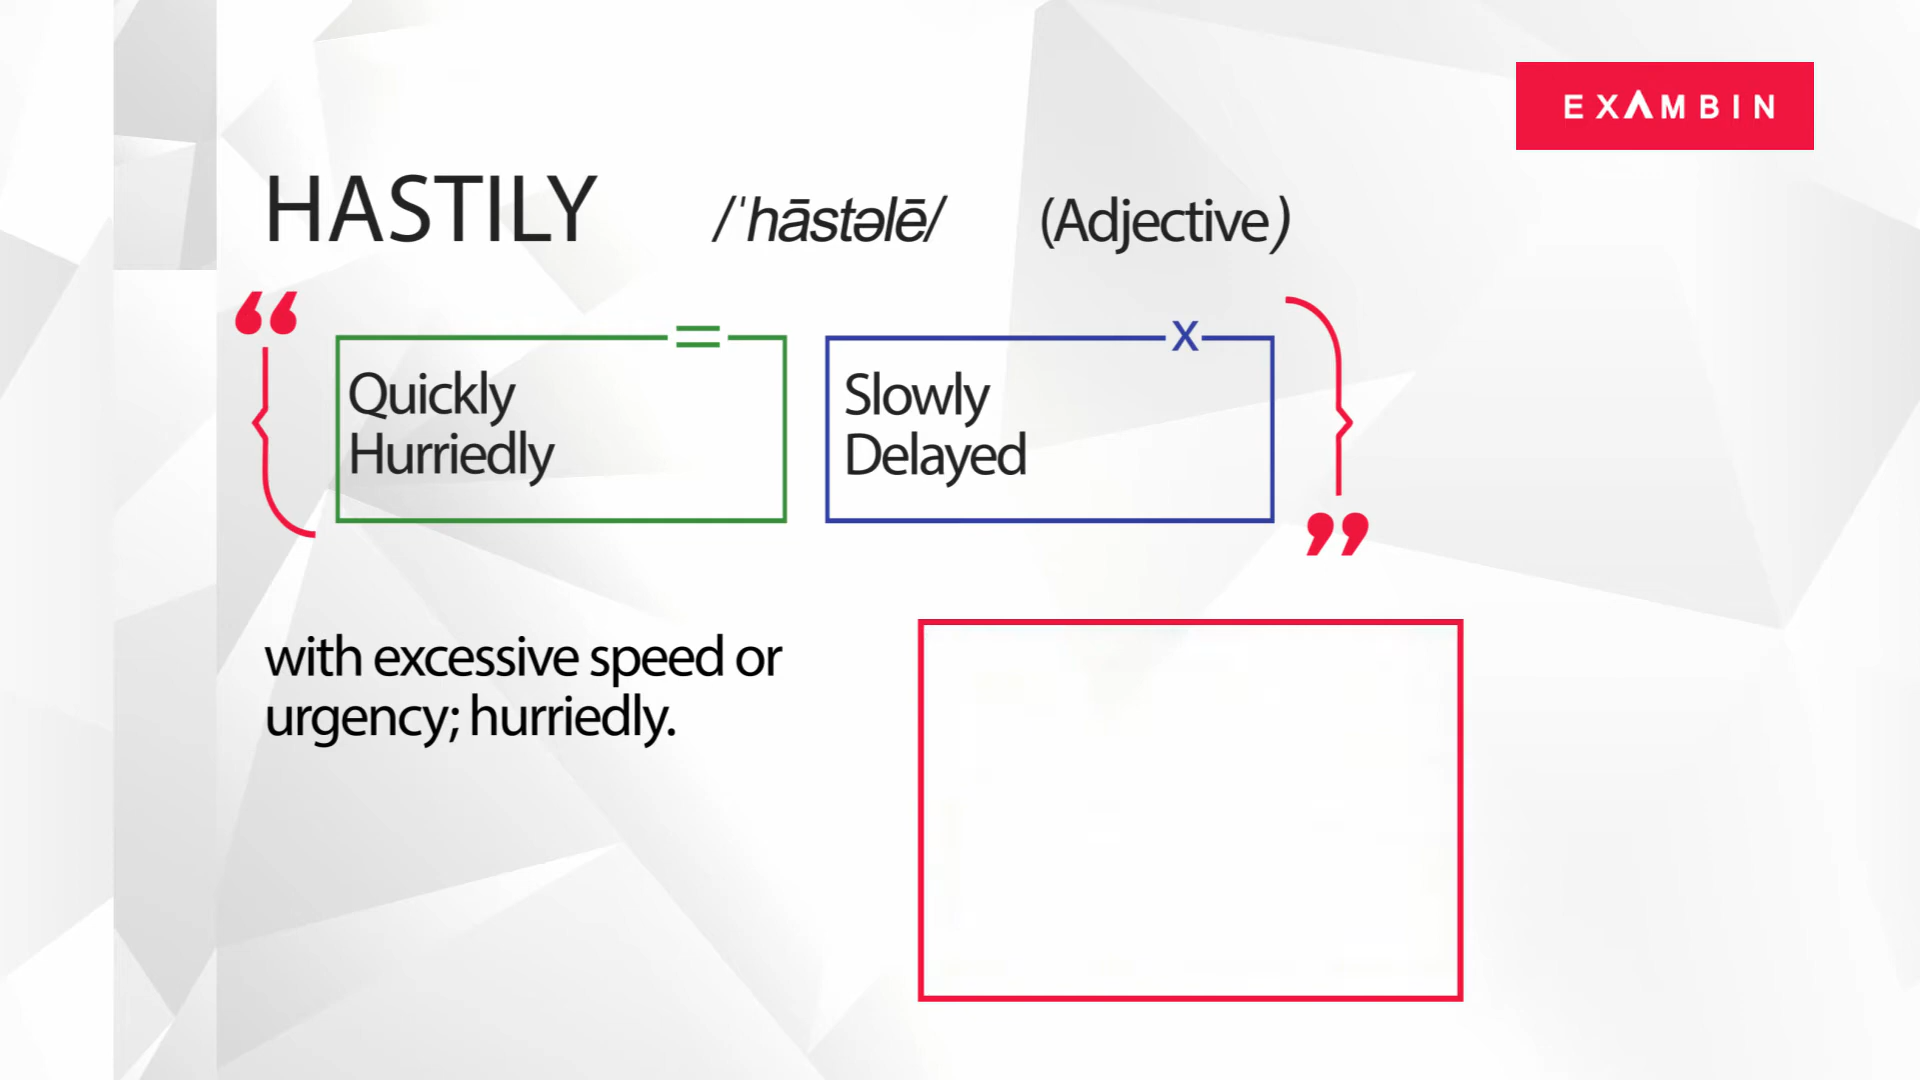 EXAMBIN
HASTILY /ˈhāstəlē/ (Adjective)
“
=
X
Quickly
Hurriedly
Slowly
Delayed
”
with excessive speed or
urgency; hurriedly.